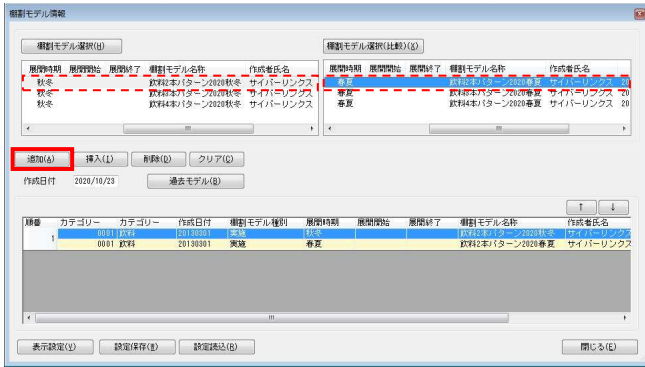 棚割モデル情報
棚割モデル選択(H)
棚割モデル選択(比較)(X)
展開時期 展開開始 展開終了 棚割モデル名称 作成者氏名
秋冬 飲料2本パターン2020秋冬 サイバーリンクス
秋冬 飲料3本パターン2020秋冬 サイバーリンクス
秋冬 飲料4本パターン2020秋冬 サイバーリンクス
展開時期 展開開始 展開終了 棚割モデル名称 作成者氏名
春夏 飲料2本パターン2020春夏 サイバーリンクス 20
春夏 飲料3本パターン2020春夏 サイバーリンクス 20
春夏 飲料4本パターン2020春夏 サイバーリンクス 20
追加(A) 挿入(I) 削除(D) クリア(C)
作成日付 2020/10/23 過去モデル(B)
↑ ↓
順番 カテゴリー カテゴリー 作成日付 棚割モデル種別 展開時期 展開開始 展開終了 棚割モデル名称 作成者氏名
1 0001 飲料 20130301 実施 秋冬 飲料2本パターン2020秋冬 サイバーリンクス
0001 飲料 20130301 実施 春夏 飲料2本パターン2020春夏 サイバーリンクス
表示設定(V) 設定保存(W) 設定読込(R) 閉じる(E)